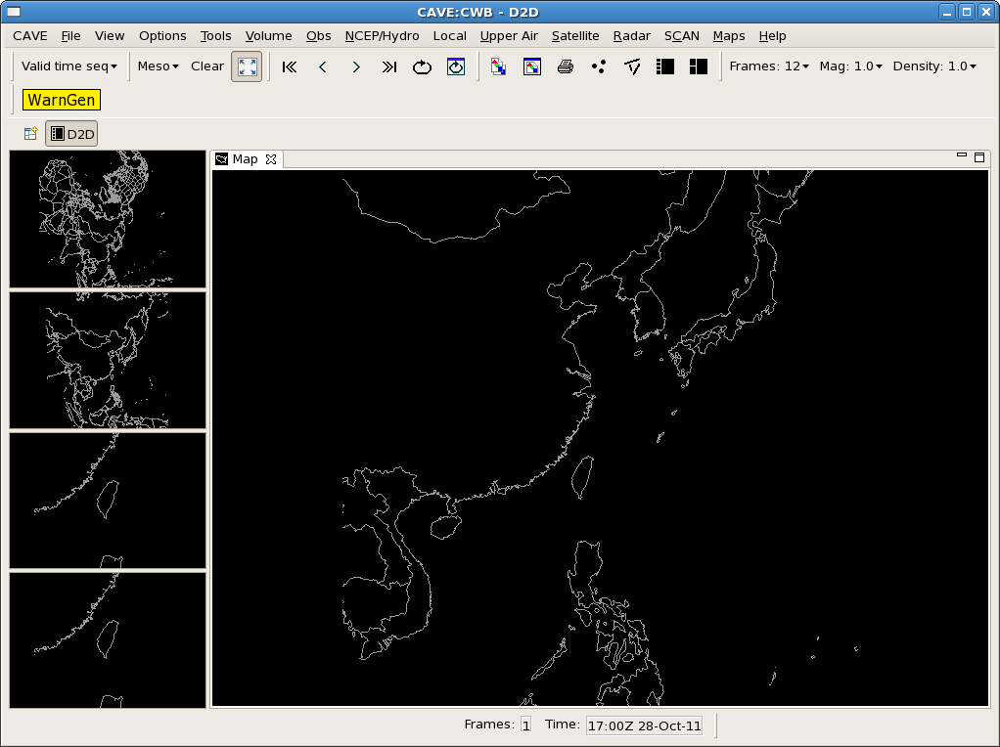 CAVE:CWB - D2D
CAVE File View Options Tools Volume Obs NCEP/Hydro Local Upper Air Satellite Radar SCAN Maps Help
Valid time seq Meso Clear Frames: 12 Mag: 1.0 Density: 1.0
WarnGen
D2D
Map
Frames: 1 Time: 17:00Z 28-Oct-11